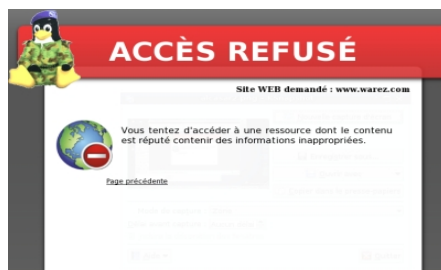 ACCÈS REFUSÉ
Site WEB demandé : www.warez.com
Vous tentez d'accéder à une ressource dont le contenu
est réputé contenir des informations inappropriées.
Page précédente